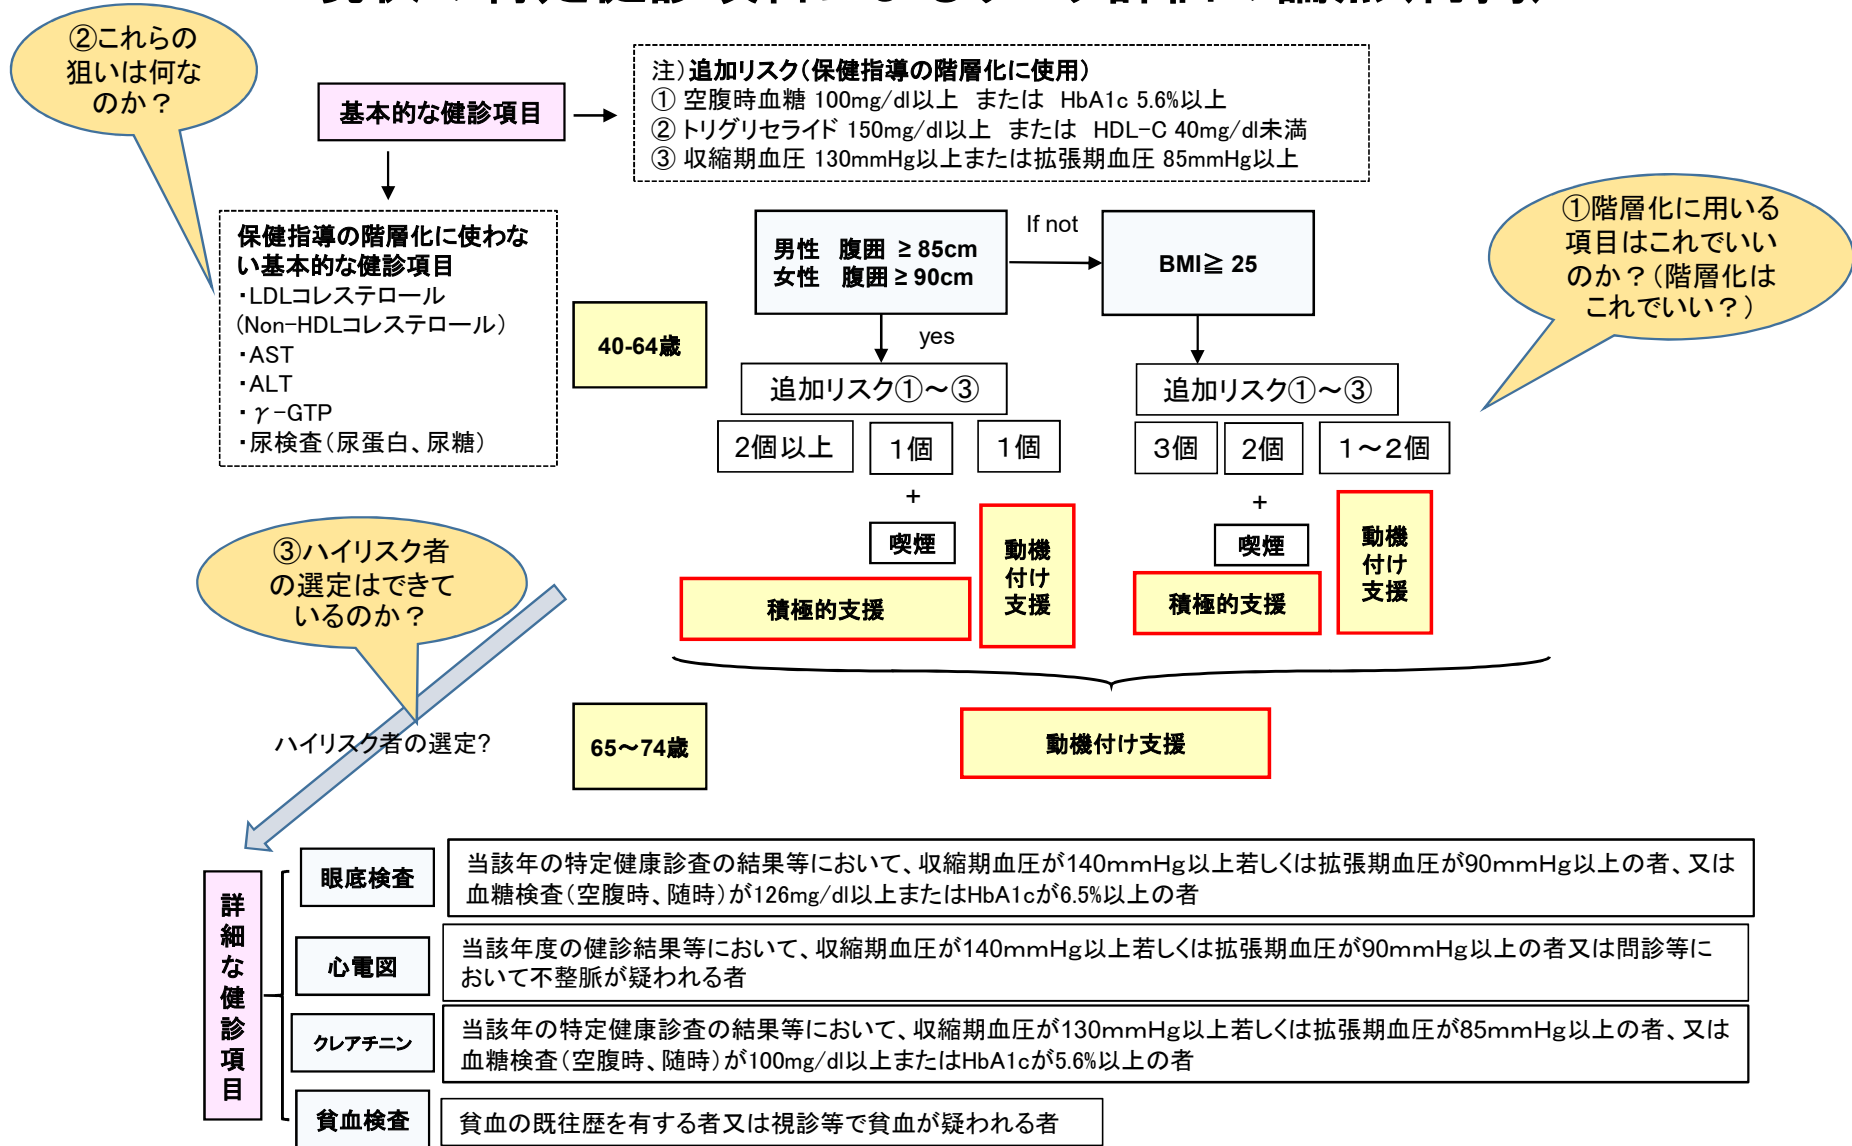 ②これらの
狙いは何な
のか？
基本的な健診項目
注）追加リスク（保健指導の階層化に使用）
① 空腹時血糖 100mg/dl以上 または HbA1c 5.6%以上
② トリグリセライド 150mg/dl以上 または HDL-C 40mg/dl未満
③ 収縮期血圧 130mmHg以上または拡張期血圧 85mmHg以上
保健指導の階層化に使わな
い基本的な健診項目
・LDLコレステロール
（Non-HDLコレステロール）
・AST
・ALT
・γ-GTP
・尿検査（尿蛋白、尿糖）
男性 腹囲 ≥ 85cm
女性 腹囲 ≥ 90cm
If not
BMI≧ 25
①階層化に用いる
項目はこれでいい
のか？（階層化は
これでいい？）
40-64歳
yes
追加リスク①～③
追加リスク①～③
2個以上
1個
1個
3個
2個
1～2個
+
+
喫煙
喫煙
動機
付け
支援
動機
付け
支援
積極的支援
積極的支援
③ハイリスク者
の選定はできて
いるのか？
ハイリスク者の選定?
65～74歳
動機付け支援
詳細な健診項目
眼底検査
当該年の特定健康診査の結果等において、収縮期血圧が140mmHg以上若しくは拡張期血圧が90mmHg以上の者、又は
血糖検査（空腹時、随時）が126mg/dl以上またはHbA1cが6.5%以上の者
心電図
当該年度の健診結果等において、収縮期血圧が140mmHg以上若しくは拡張期血圧が90mmHg以上の者又は問診等に
おいて不整脈が疑われる者
クレアチニン
当該年の特定健康診査の結果等において、収縮期血圧が130mmHg以上若しくは拡張期血圧が85mmHg以上の者、又は
血糖検査（空腹時、随時）が100mg/dl以上またはHbA1cが5.6%以上の者
貧血検査
貧血の既往歴を有する者又は視診等で貧血が疑われる者